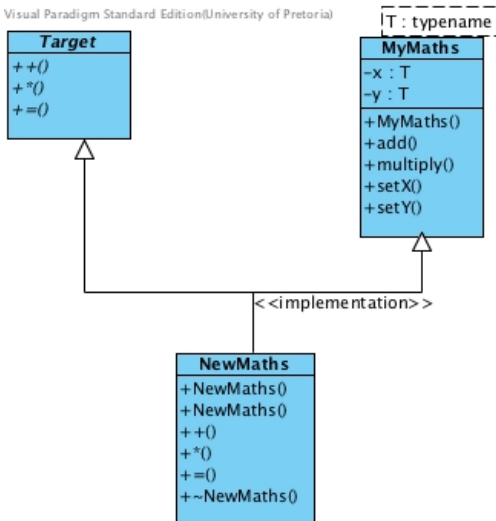 Visual Paradigm Standard Edition(University of Pretoria)
Target
++()
+*()
+=()
T : typename
MyMaths
-x : T
-y : T
+MyMaths()
+add()
+multiply()
+setX()
+setY()
<<implementation>>
NewMaths
+NewMaths()
+NewMaths()
++()
+*()
+=()
+~NewMaths()